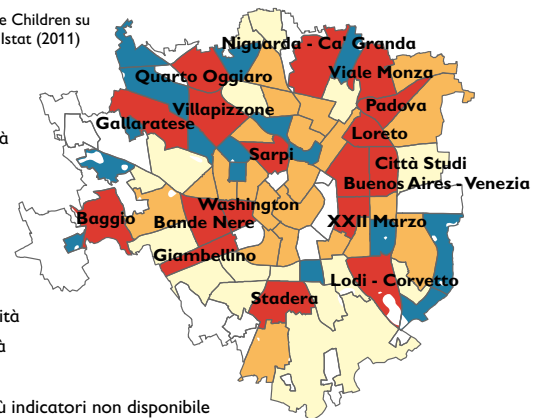 e Children su
Istat (2011)
Niguarda - Ca' Granda
Quarto Oggiaro
Viale Monza
Villapizzone
Padova
Gallaratese
Loreto
à
Sarpi
Città Studi
Buenos Aires - Venezia
Washington
Baggio
Bande Nere
XXII Marzo
Giambellino
Lodi - Corvetto
Stadera
ità
à
ù indicatori non disponibile